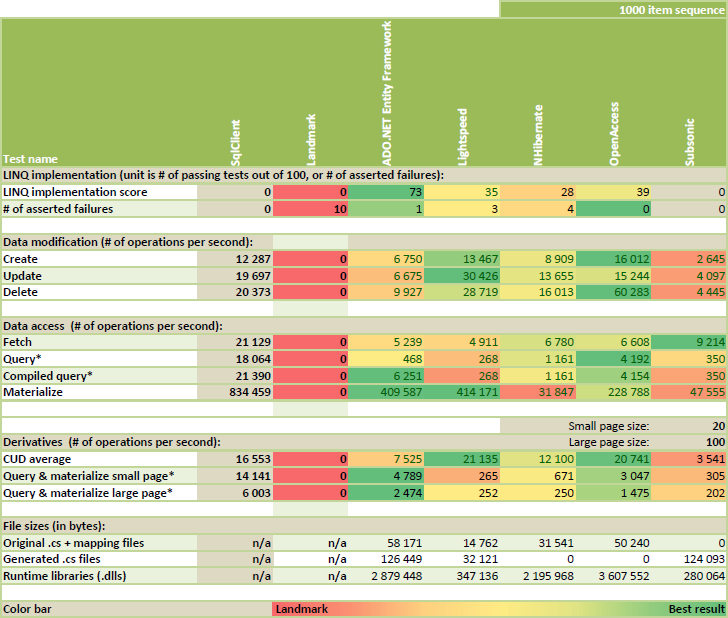 1000 item sequence
Test name SqlClient Landmark ADO.NET Entity Framework Lightspeed NHibernate OpenAccess Subsonic
LINQ implementation (unit is # of passing tests out of 100, or # of asserted failures):
LINQ implementation score 0 0 73 35 28 39 0
# of asserted failures 0 10 1 3 4 0 0
Data modification (# of operations per second):
Create 12 287 0 6 750 13 467 8 909 16 012 2 645
Update 19 697 0 6 675 30 426 13 655 15 244 4 097
Delete 20 373 0 9 927 28 719 16 013 60 283 4 445
Data access (# of operations per second):
Fetch 21 129 0 5 239 4 911 6 780 6 608 9 214
Query* 18 064 0 468 268 1 161 4 192 350
Compiled query* 21 390 0 6 251 268 1 161 4 154 350
Materialize 834 459 0 409 587 414 171 31 847 228 788 47 555
Small page size: 20
Derivatives (# of operations per second): Large page size: 100
CUD average 16 553 0 7 525 21 135 12 100 20 741 3 541
Query & materialize small page* 14 141 0 4 789 265 671 3 047 305
Query & materialize large page* 6 003 0 2 474 252 250 1 475 202
File sizes (in bytes):
Original .cs + mapping files n/a n/a 58 171 14 762 31 541 50 240 0
Generated .cs files n/a n/a 126 449 32 121 0 0 124 093
Runtime libraries (.dlls) n/a n/a 2 879 448 347 136 2 195 968 3 607 552 280 064
Color bar Landmark Best result